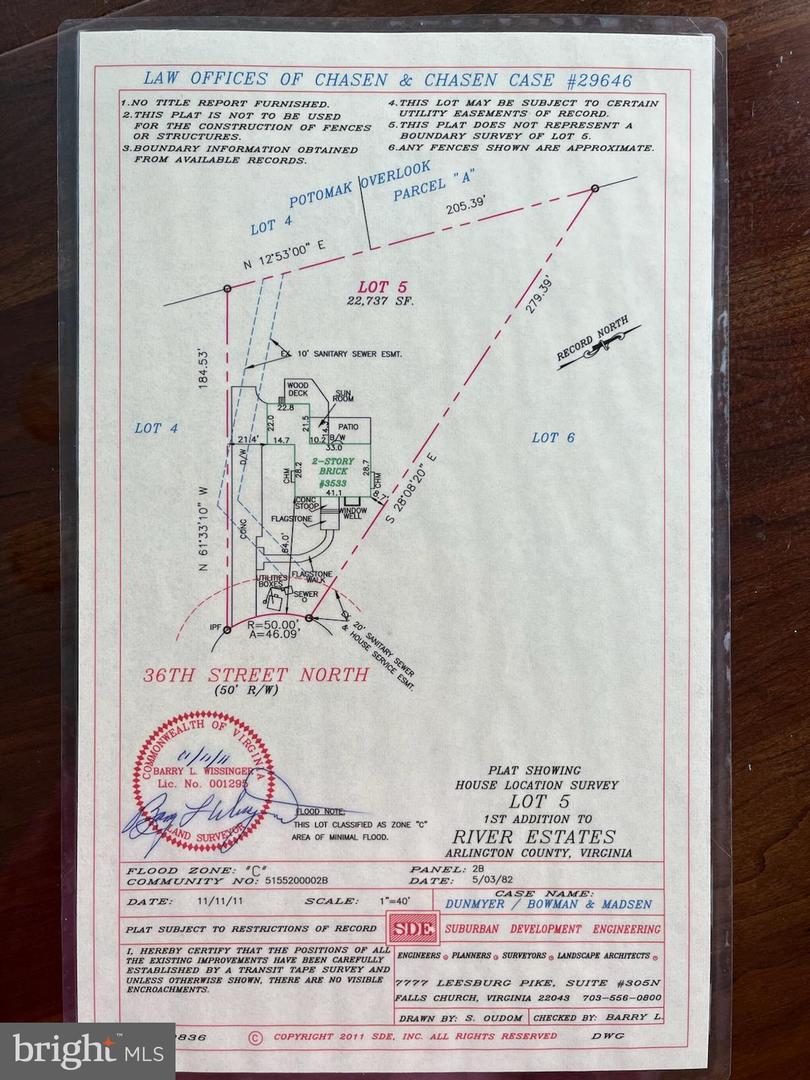 LAW OFFICES OF CHASEN & CHASEN CASE #29646
1.NO TITLE REPORT FURNISHED.
2.THIS PLAT IS NOT TO BE USED
FOR THE CONSTRUCTION OF FENCES
OR STRUCTURES.
3.BOUNDARY INFORMATION OBTAINED
FROM AVAILABLE RECORDS.
4.THIS LOT MAY BE SUBJECT TO CERTAIN
UTILITY EASEMENTS OF RECORD.
5.THIS PLAT DOES NOT REPRESENT A
BOUNDARY SURVEY OF LOT 5.
6.ANY FENCES SHOWN ARE APPROXIMATE.
POTOMAK OVERLOOK
LOT 4
PARCEL "A"
205.39'
N 12°53'00" E
LOT 5
22,737 SF.
279.39'
RECORD NORTH
EX 10' SANITARY SEWER ESMT.
184.53'
WOOD
DECK
SUN
ROOM
22.8
22.0
21.5
14.7
PATIO
LOT 4
LOT 6
21.4'
10.2
B/W
33.0
D/W
2-STORY
BRICK
#3533
CHM
28.2
28.7
CHM
41.1
8.7'
S 28°08'20" E
CONC
STOOP
WINDOW
WELL
FLAGSTONE
N 61°33'10" W
CONC
64.0'
FLAGSTONE
WALK
UTILITIES
BOXES
SEWER
EX 20' SANITARY SEWER
& HOUSE SERVICE ESMT.
IPF
R=50.00'
A=46.09'
36TH STREET NORTH
(50' R/W)
COMMONWEALTH OF VIRGINIA
11/11/11
BARRY L. WISSINGER
Lic. No. 001295
LAND SURVEYOR
FLOOD NOTE:
THIS LOT CLASSIFIED AS ZONE "C"
AREA OF MINIMAL FLOOD.
PLAT SHOWING
HOUSE LOCATION SURVEY
LOT 5
1ST ADDITION TO
RIVER ESTATES
ARLINGTON COUNTY, VIRGINIA
FLOOD ZONE: "C"
COMMUNITY NO: 5155200002B
PANEL: 2B
DATE: 5/03/82
DATE: 11/11/11 SCALE: 1"=40'
CASE NAME:
DUNMYER / BOWMAN & MADSEN
PLAT SUBJECT TO RESTRICTIONS OF RECORD
SDE
SUBURBAN DEVELOPMENT ENGINEERING
I, HEREBY CERTIFY THAT THE POSITIONS OF ALL
THE EXISTING IMPROVEMENTS HAVE BEEN CAREFULLY
ESTABLISHED BY A TRANSIT TAPE SURVEY AND
UNLESS OTHERWISE SHOWN, THERE ARE NO VISIBLE
ENCROACHMENTS.
ENGINEERS PLANNERS SURVEYORS LANDSCAPE ARCHITECTS
7777 LEESBURG PIKE, SUITE #305N
FALLS CHURCH, VIRGINIA 22043 703-556-0800
DRAWN BY: S. OUDOM CHECKED BY: BARRY L.
0836 © COPYRIGHT 2011 SDE, INC. ALL RIGHTS RESERVED DWG
bright MLS